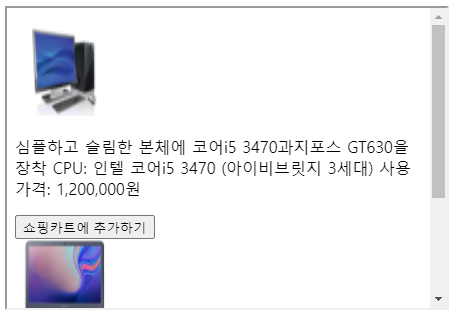 심플하고 슬림한 본체에 코어i5 3470과지포스 GT630을
장착 CPU: 인텔 코어i5 3470 (아이비브릿지 3세대) 사용
가격: 1,200,000원
쇼핑카트에 추가하기